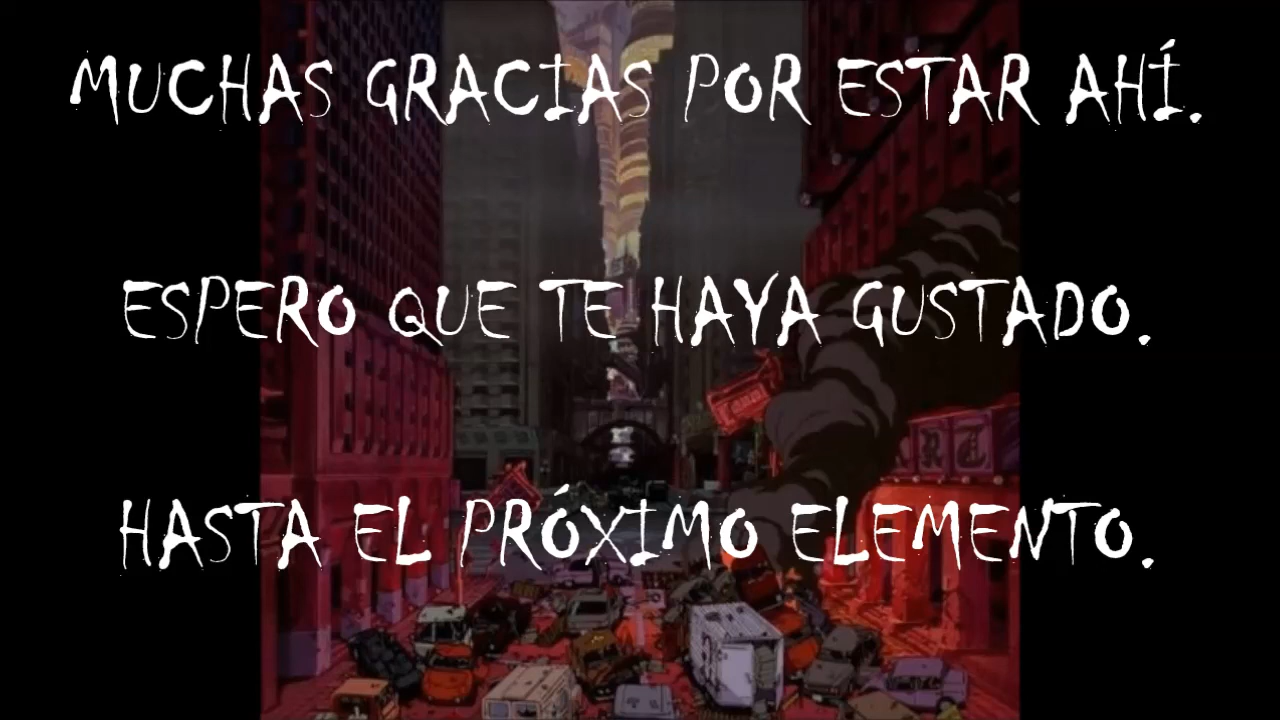 MUCHAS GRACIAS POR ESTAR AHÍ.
ESPERO QUE TE HAYA GUSTADO.
HASTA EL PRÓXIMO ELEMENTO.